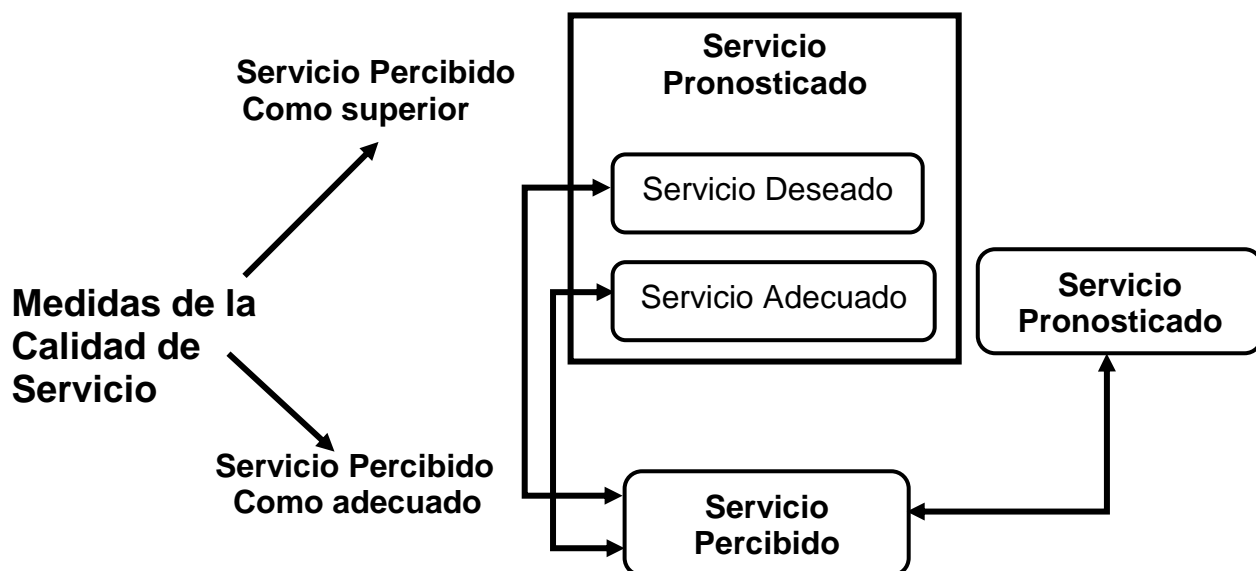 Servicio Percibido
Como superior
Servicio
Pronosticado
Servicio Deseado
Servicio Adecuado
Medidas de la
Calidad de
Servicio
Servicio
Pronosticado
Servicio Percibido
Como adecuado
Servicio
Percibido